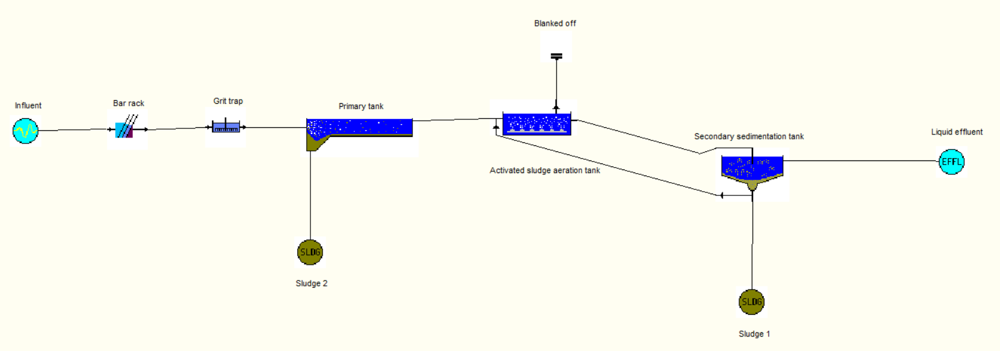 Blanked off
Influent
Bar rack
Grit trap
Primary tank
Activated sludge aeration tank
Secondary sedimentation tank
Liquid effluent
EFFL
SLDG
Sludge 2
SLDG
Sludge 1